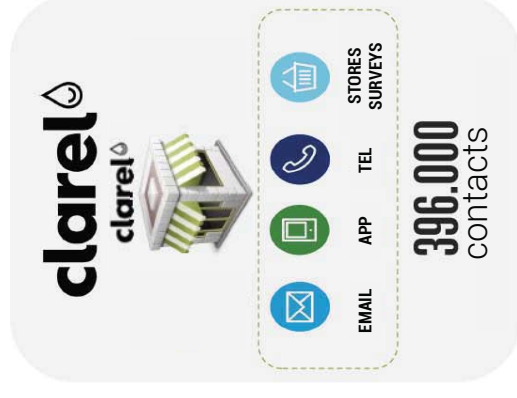 clarel
clarel
EMAIL
APP
TEL
STORES
SURVEYS
396.000
contacts